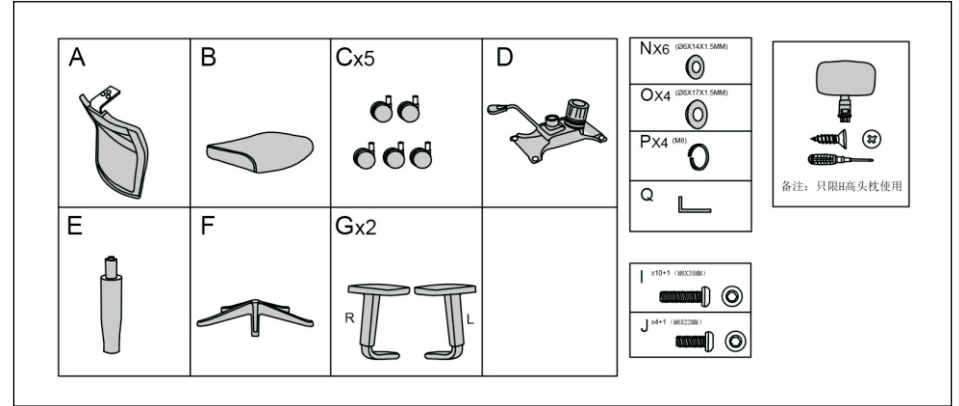 A
B
Cx5
D
E
F
Gx2
R
L
Nx6 (Ø6X14X1.5MM)
Ox4 (Ø8X17X1.5MM)
Px4 (M8)
Q
I x10+1 (M6X35MM)
J x4+1 (M6X22MM)
备注: 只限H高头枕使用